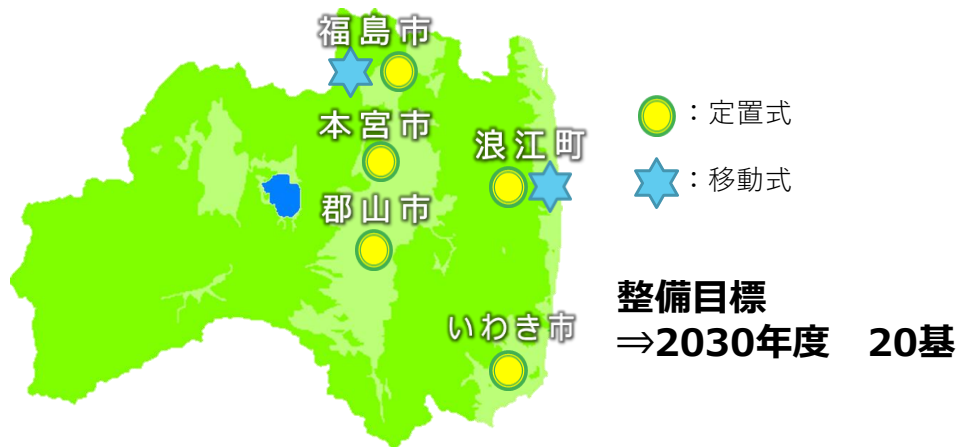 福島市
本宮市
浪江町
郡山市
いわき市
：定置式
：移動式
整備目標
⇒2030年度　20基